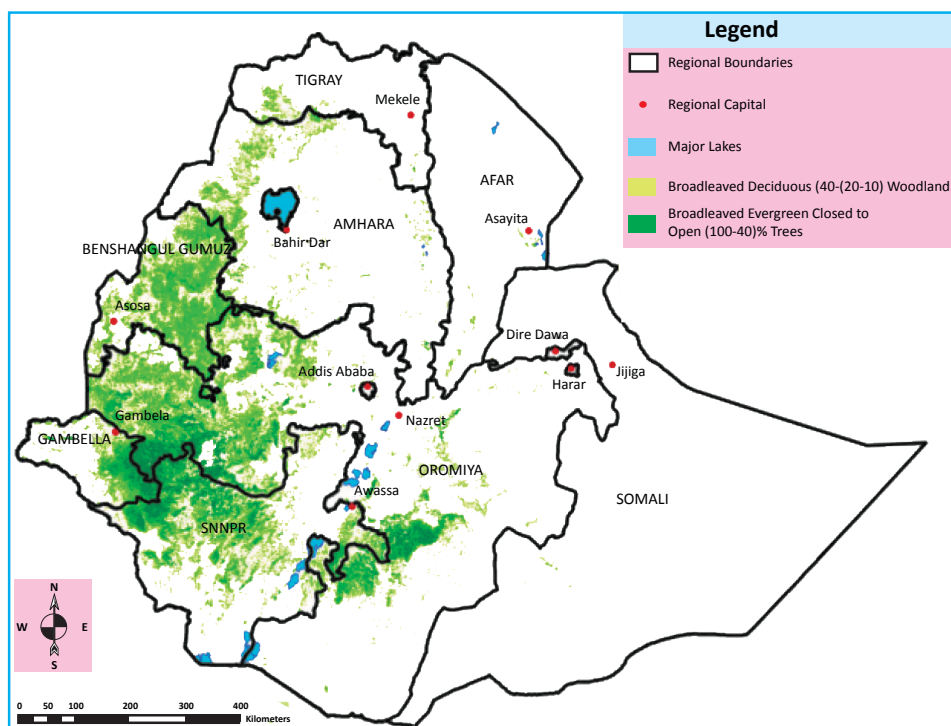 Legend
Regional Boundaries
Regional Capital
Major Lakes
Broadleaved Deciduous (40-(20-10) Woodland
Broadleaved Evergreen Closed to
Open (100-40)% Trees
TIGRAY
Mekele
AFAR
Asayita
AMHARA
Bahir Dar
BENSHANGUL GUMUZ
Asosa
Dire Dawa
Addis Ababa
Harar
Jijiga
Nazret
Gambela
GAMBELLA
OROMIYA
SOMALI
Awassa
SNNPR
N
W E
S
0 50 100 200 300 400
Kilometers